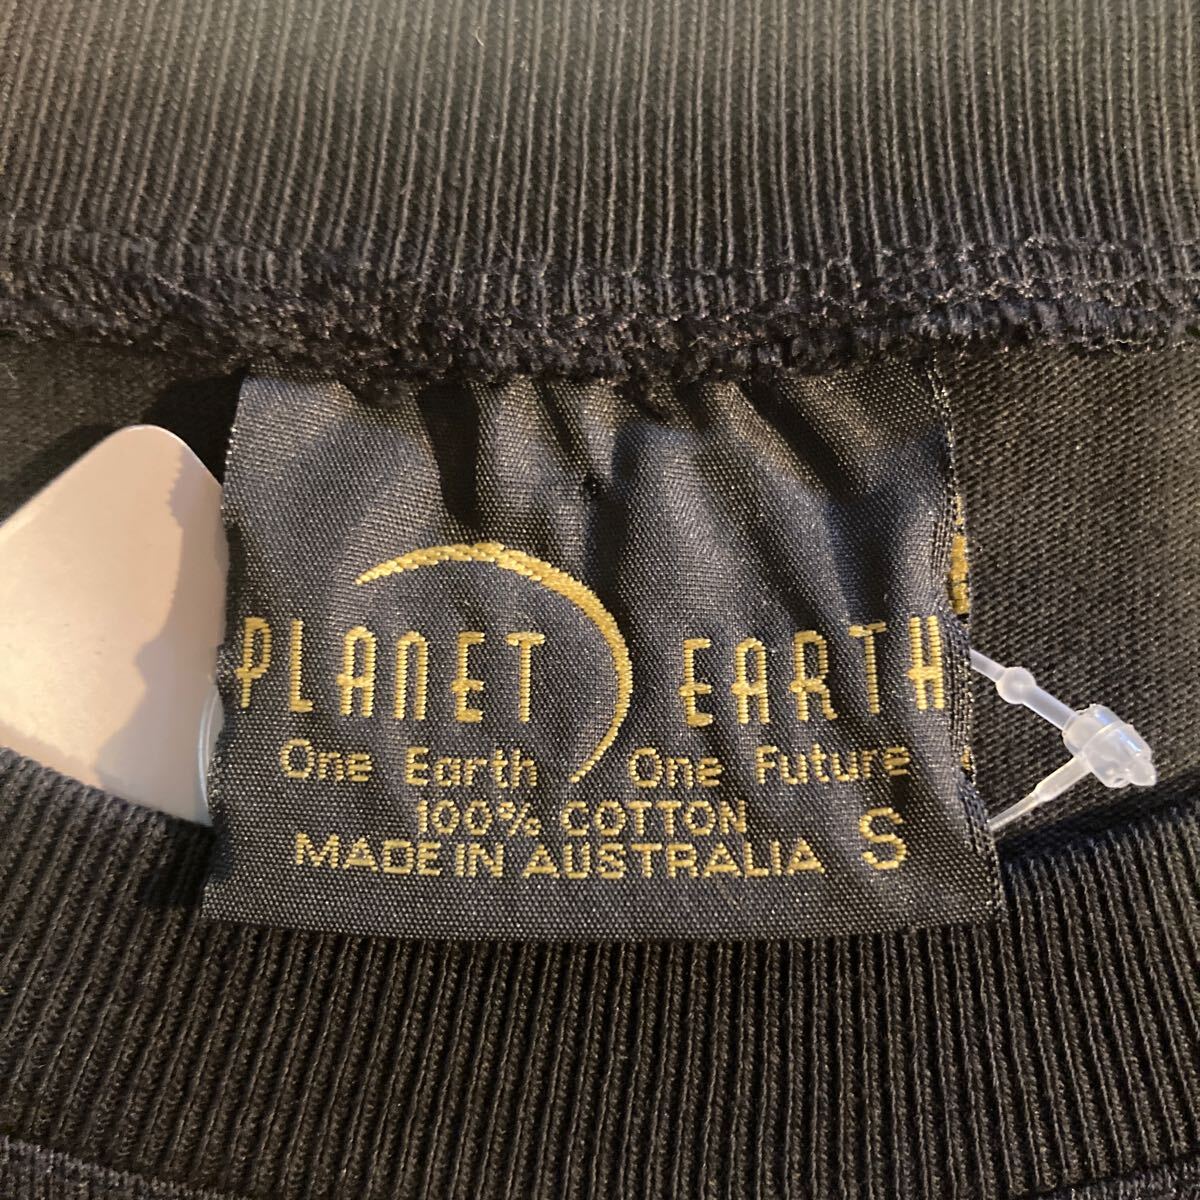 PLANET EARTH
One Earth One Future
100% COTTON
MADE IN AUSTRALIA S